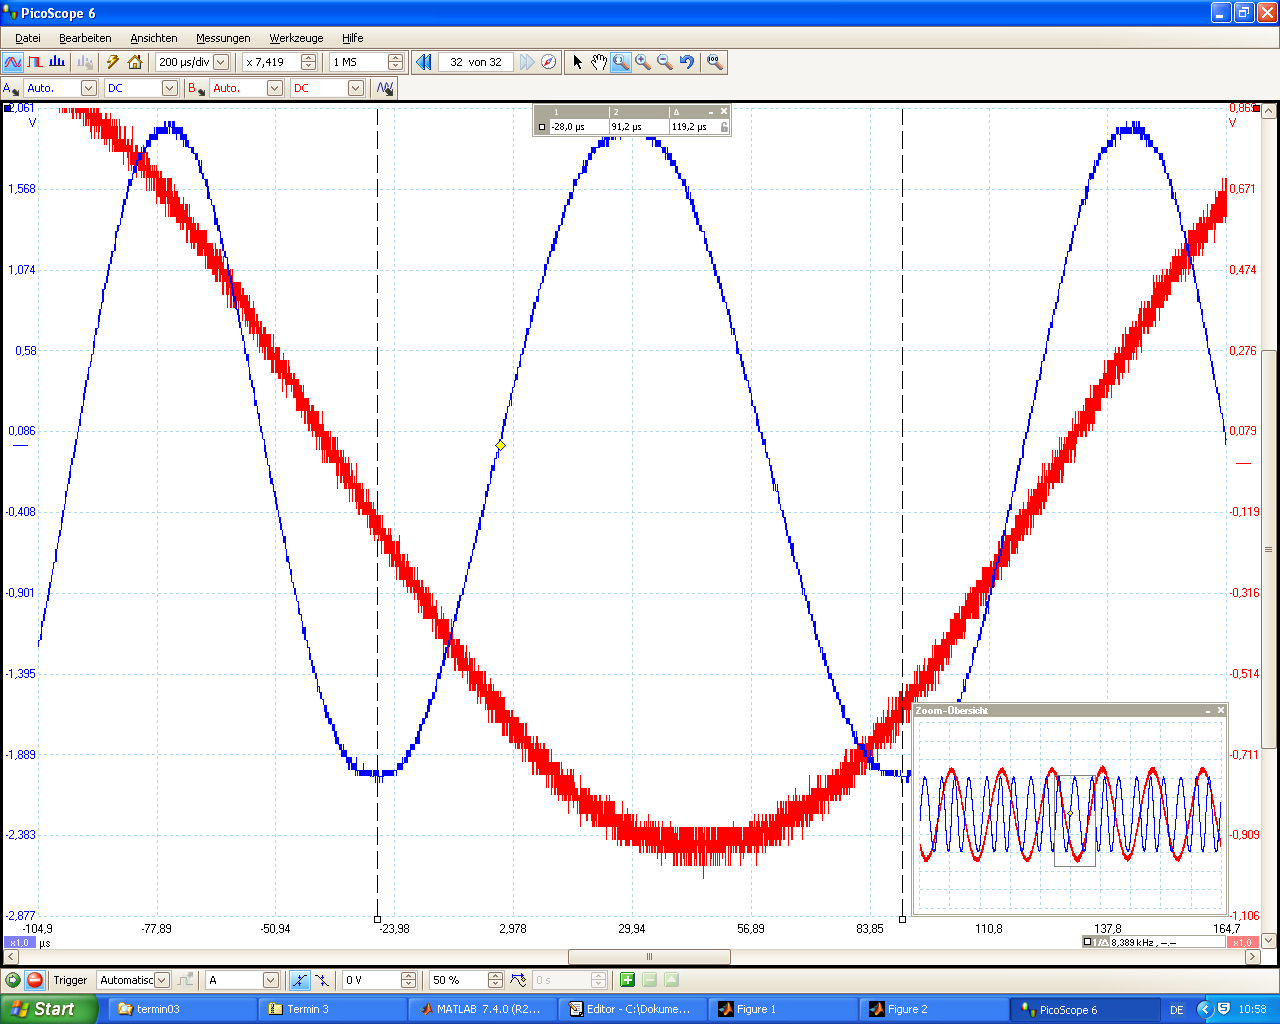 PicoScope 6
Datei Bearbeiten Ansichten Messungen Werkzeuge Hilfe
200 µs/div x 7,419 1 MS 32 von 32
A Auto. DC B Auto. DC
1 2 Δ
-28,0 µs 91,2 µs 119,2 µs
2,061 0,869
V V
1,568 0,671
1,074 0,474
0,58 0,276
0,086 0,079
-0,408 -0,119
-0,901 -0,316
-1,395 -0,514
Zoom-Übersicht
-1,889 -0,711
-2,383 -0,909
-2,877 -1,106
-104,9 -77,89 -50,94 -23,98 2,978 29,94 56,89 83,85 110,8 137,8 164,7
x1,0 µs 1/Δ 8,389 kHz , --.-- x1,0
Trigger Automatisc A 0 V 50 % 0 s
Start termin03 Termin 3 MATLAB 7.4.0 (R2... Editor - C:\Dokume... Figure 1 Figure 2 PicoScope 6 DE 10:58